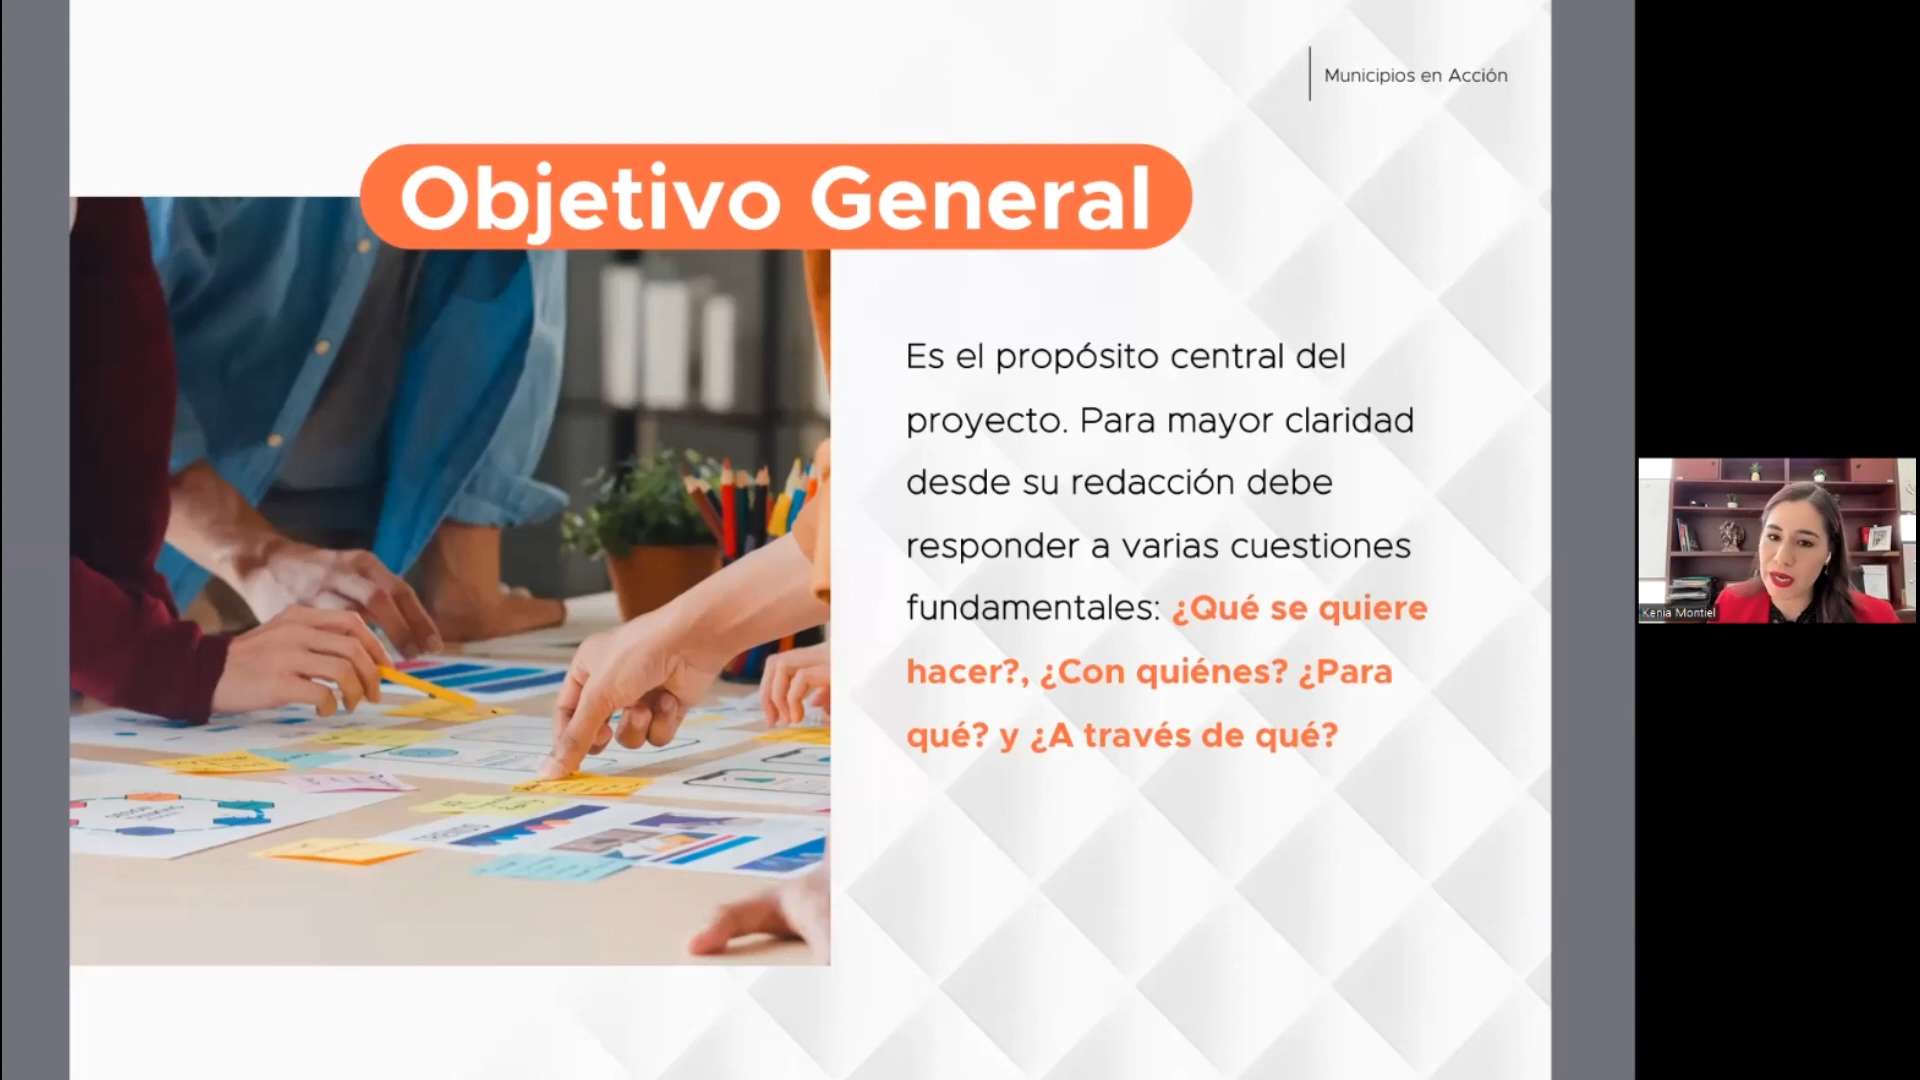 Municipios en Acción
Objetivo General
Es el propósito central del
proyecto. Para mayor claridad
desde su redacción debe
responder a varias cuestiones
fundamentales: ¿Qué se quiere
hacer?, ¿Con quiénes? ¿Para
qué? y ¿A través de qué?
Kenia Montiel